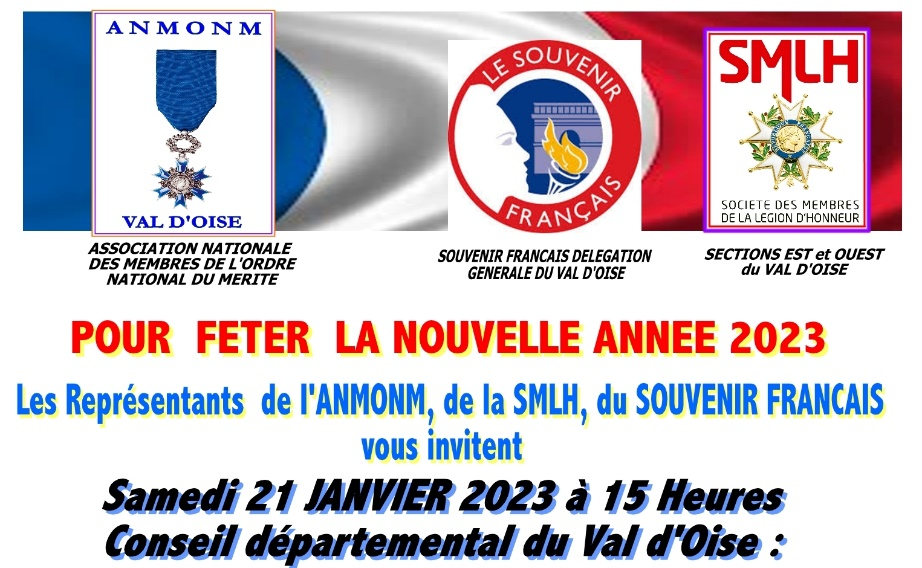 ANMONM
VAL D'OISE
ASSOCIATION NATIONALE
DES MEMBRES DE L'ORDRE
NATIONAL DU MERITE
LE SOUVENIR
FRANÇAIS
SOUVENIR FRANCAIS DELEGATION
GENERALE DU VAL D'OISE
SMLH
SOCIETE DES MEMBRES
DE LA LEGION D'HONNEUR
SECTIONS EST et OUEST
du VAL D'OISE
POUR FETER LA NOUVELLE ANNEE 2023
Les Représentants de l'ANMONM, de la SMLH, du SOUVENIR FRANCAIS
vous invitent
Samedi 21 JANVIER 2023 à 15 Heures
Conseil départemental du Val d'Oise :